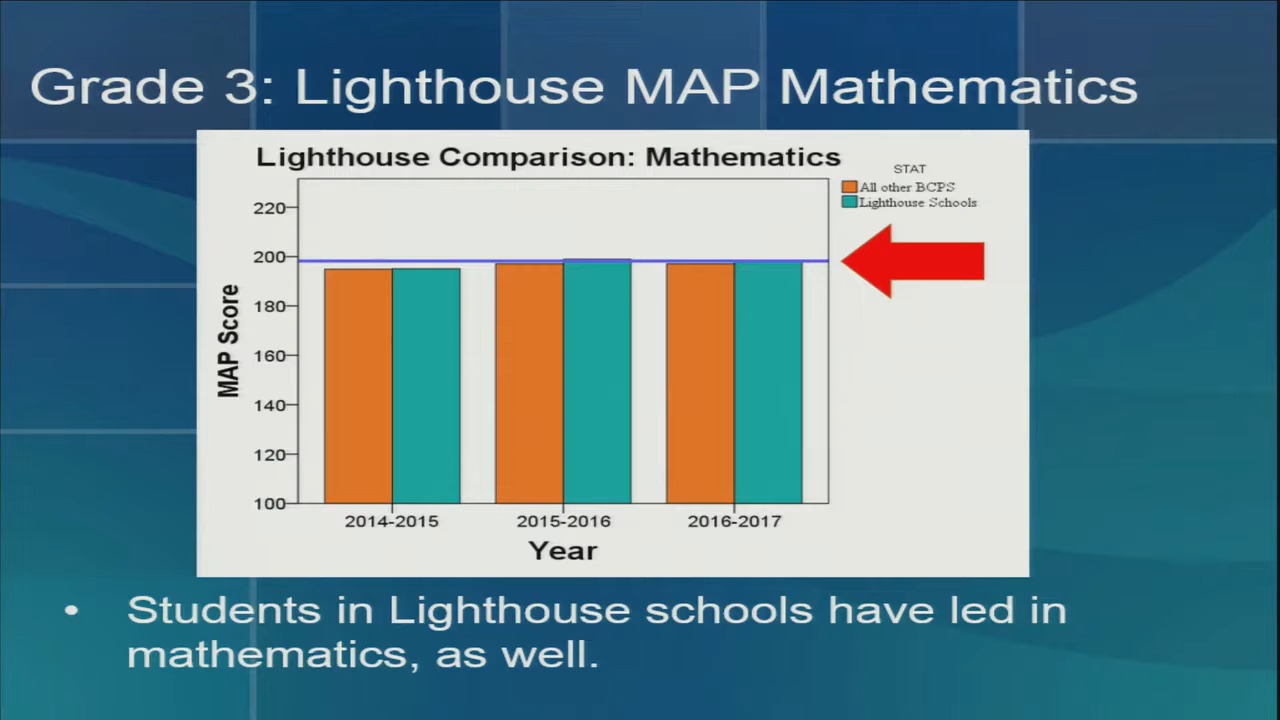 Grade 3: Lighthouse MAP Mathematics
Lighthouse Comparison: Mathematics
STAT
All other BCPS
Lighthouse Schools
MAP Score
220
200
180
160
140
120
100
2014-2015
2015-2016
2016-2017
Year
• Students in Lighthouse schools have led in
mathematics, as well.